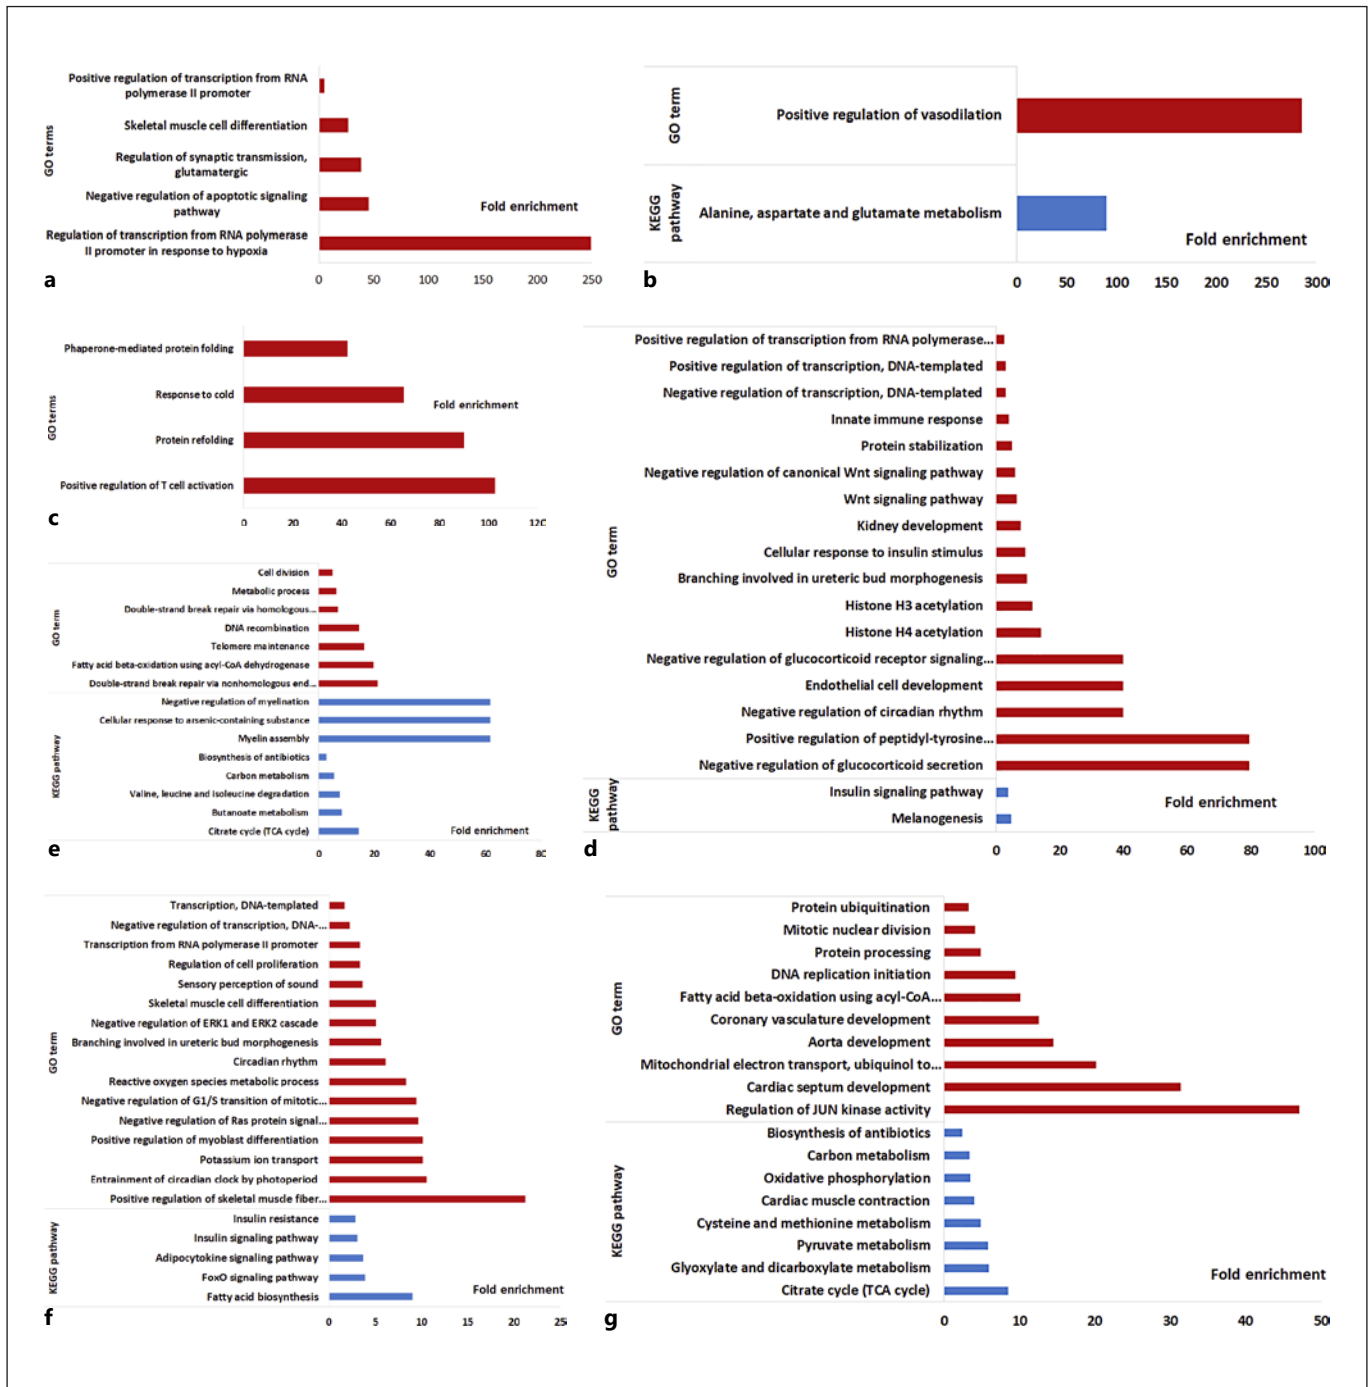 Positive regulation of transcription from RNA
polymerase II promoter
Skeletal muscle cell differentiation
Regulation of synaptic transmission,
glutamatergic
Negative regulation of apoptotic signaling
pathway
Regulation of transcription from RNA polymerase
II promoter in response to hypoxia
GO terms
Fold enrichment
0 50 100 150 200 250
a
GO term
Positive regulation of vasodilation
KEGG
pathway
Alanine, aspartate and glutamate metabolism
Fold enrichment
0 50 100 150 200 250 300
b
Phaperone-mediated protein folding
Response to cold
Protein refolding
Positive regulation of T cell activation
GO terms
Fold enrichment
0 20 40 60 80 100 120
c
Positive regulation of transcription from RNA polymerase...
Positive regulation of transcription, DNA-templated
Negative regulation of transcription, DNA-templated
Innate immune response
Protein stabilization
Negative regulation of canonical Wnt signaling pathway
Wnt signaling pathway
Kidney development
Cellular response to insulin stimulus
Branching involved in ureteric bud morphogenesis
Histone H3 acetylation
Histone H4 acetylation
Negative regulation of glucocorticoid receptor signaling...
Endothelial cell development
Negative regulation of circadian rhythm
Positive regulation of peptidyl-tyrosine...
Negative regulation of glucocorticoid secretion
GO term
Insulin signaling pathway
Melanogenesis
KEGG
pathway
Fold enrichment
0 20 40 60 80 100
d
Cell division
Metabolic process
Double-strand break repair via homologous...
DNA recombination
Telomere maintenance
Fatty acid beta-oxidation using acyl-CoA dehydrogenase
Double-strand break repair via nonhomologous end...
GO term
Negative regulation of myelination
Cellular response to arsenic-containing substance
Myelin assembly
Biosynthesis of antibiotics
Carbon metabolism
Valine, leucine and isoleucine degradation
Butanoate metabolism
Citrate cycle (TCA cycle)
KEGG pathway
Fold enrichment
0 20 40 60 80
e
Transcription, DNA-templated
Negative regulation of transcription, DNA-...
Transcription from RNA polymerase II promoter
Regulation of cell proliferation
Sensory perception of sound
Skeletal muscle cell differentiation
Negative regulation of ERK1 and ERK2 cascade
Branching involved in ureteric bud morphogenesis
Circadian rhythm
Reactive oxygen species metabolic process
Negative regulation of G1/S transition of mitotic...
Negative regulation of Ras protein signal...
Positive regulation of myoblast differentiation
Potassium ion transport
Entrainment of circadian clock by photoperiod
Positive regulation of skeletal muscle fiber...
GO term
Insulin resistance
Insulin signaling pathway
Adipocytokine signaling pathway
FoxO signaling pathway
Fatty acid biosynthesis
KEGG pathway
Fold enrichment
0 5 10 15 20 25
f
Protein ubiquitination
Mitotic nuclear division
Protein processing
DNA replication initiation
Fatty acid beta-oxidation using acyl-CoA...
Coronary vasculature development
Aorta development
Mitochondrial electron transport, ubiquinol to...
Cardiac septum development
Regulation of JUN kinase activity
GO term
Biosynthesis of antibiotics
Carbon metabolism
Oxidative phosphorylation
Cardiac muscle contraction
Cysteine and methionine metabolism
Pyruvate metabolism
Glyoxylate and dicarboxylate metabolism
Citrate cycle (TCA cycle)
KEGG pathway
Fold enrichment
0 10 20 30 40 50
g